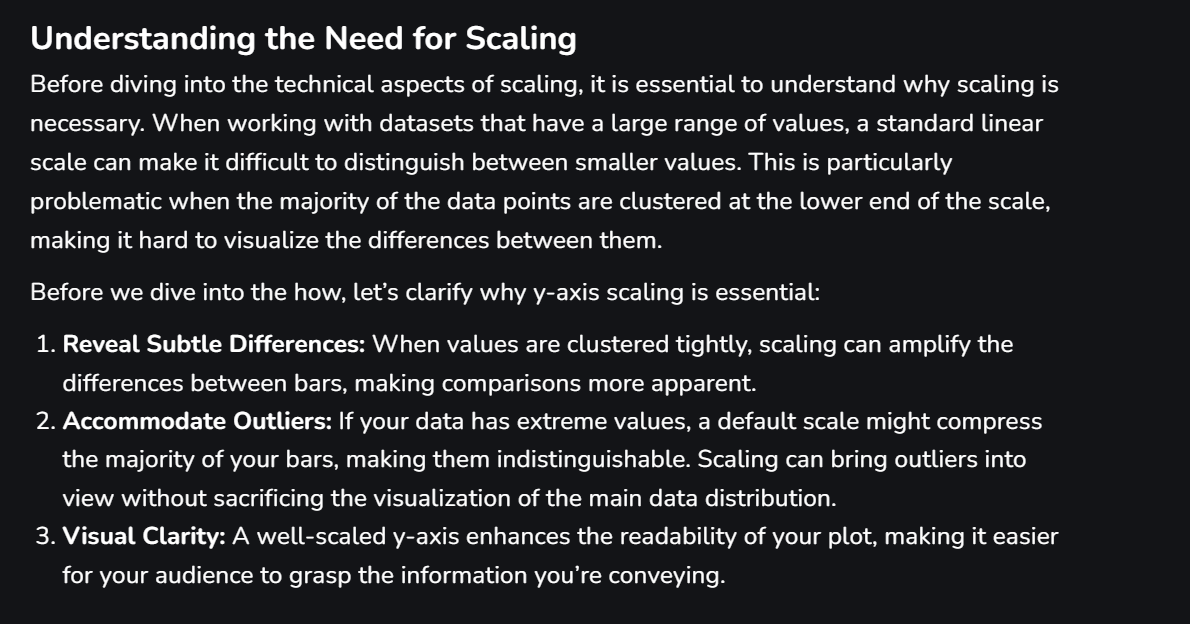 Understanding the Need for Scaling
Before diving into the technical aspects of scaling, it is essential to understand why scaling is
necessary. When working with datasets that have a large range of values, a standard linear
scale can make it difficult to distinguish between smaller values. This is particularly
problematic when the majority of the data points are clustered at the lower end of the scale,
making it hard to visualize the differences between them.
Before we dive into the how, let’s clarify why y-axis scaling is essential:
1. Reveal Subtle Differences: When values are clustered tightly, scaling can amplify the
differences between bars, making comparisons more apparent.
2. Accommodate Outliers: If your data has extreme values, a default scale might compress
the majority of your bars, making them indistinguishable. Scaling can bring outliers into
view without sacrificing the visualization of the main data distribution.
3. Visual Clarity: A well-scaled y-axis enhances the readability of your plot, making it easier
for your audience to grasp the information you’re conveying.